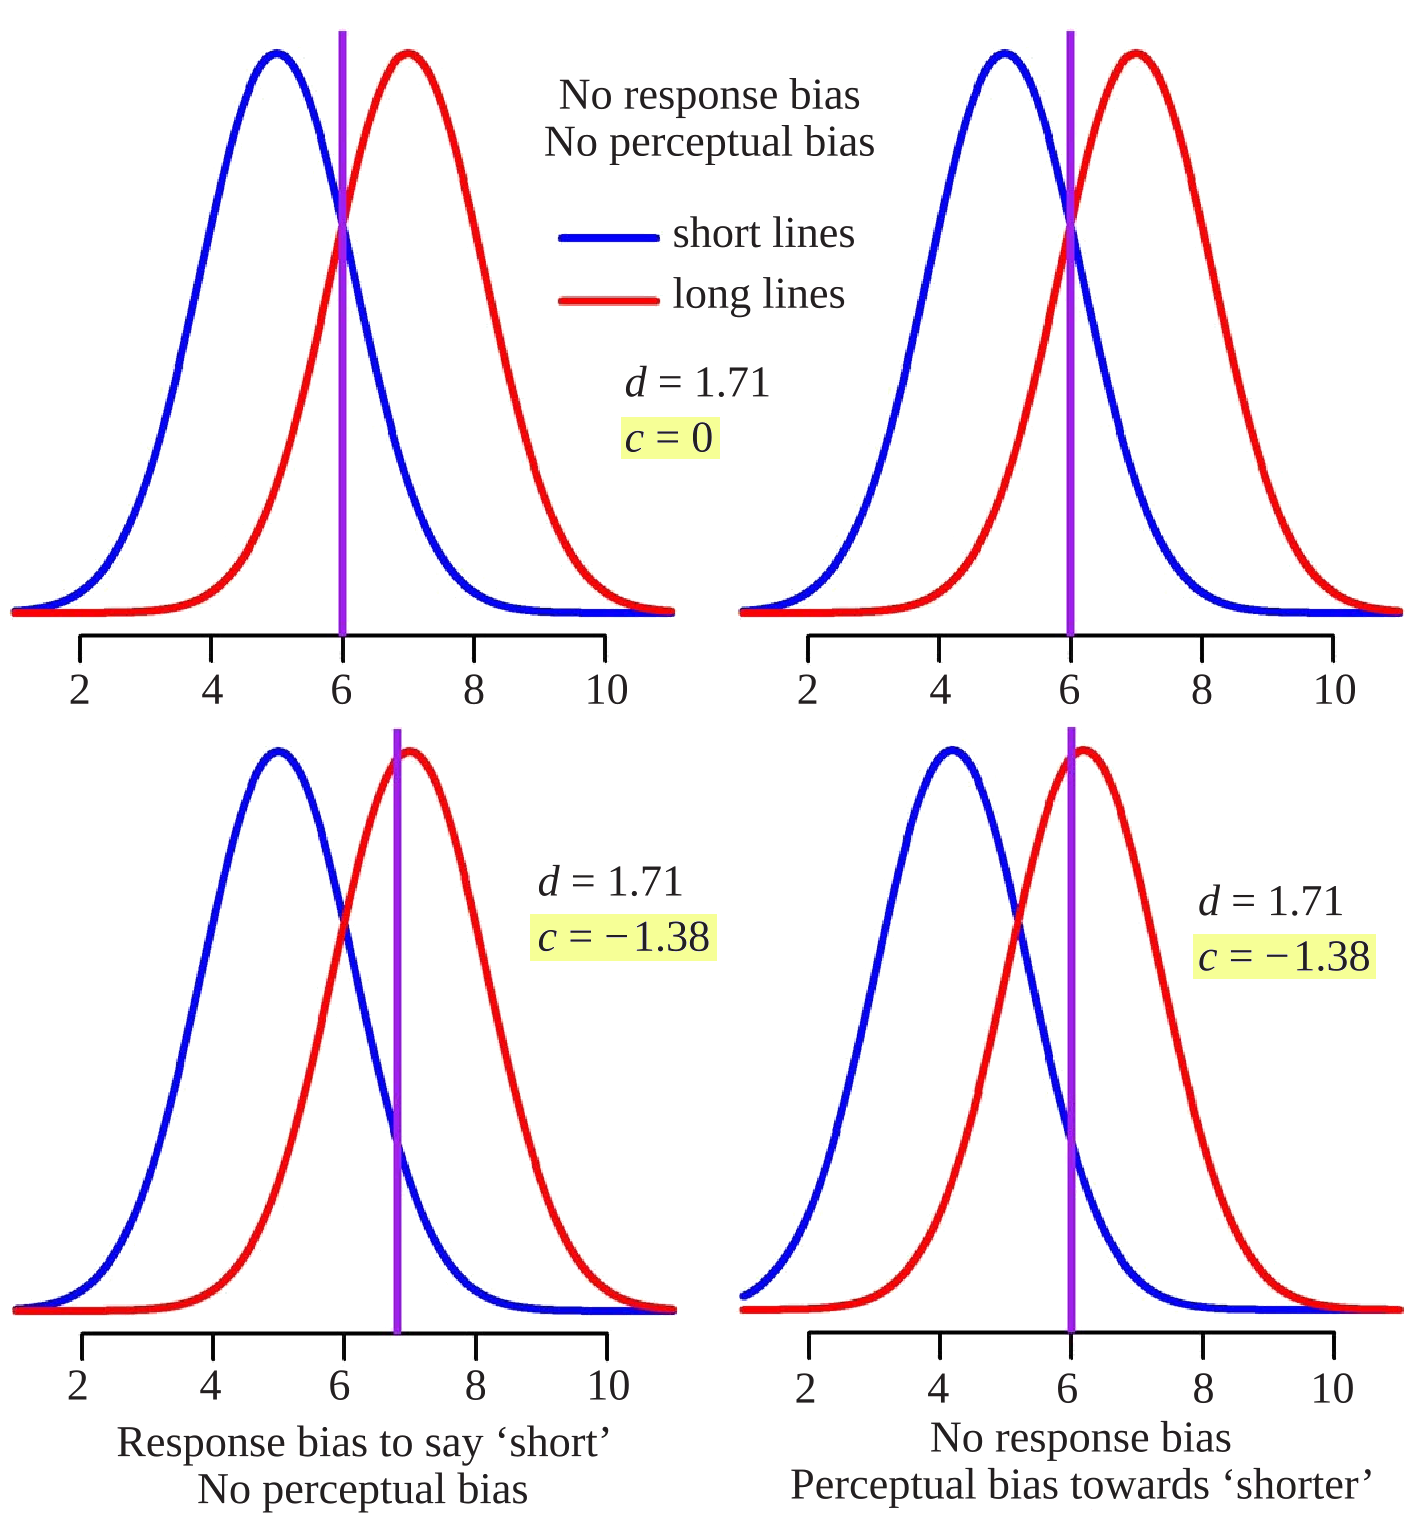 No response bias
No perceptual bias
short lines
long lines
d = 1.71
c = 0
2 4 6 8 10
2 4 6 8 10
d = 1.71
c = −1.38
d = 1.71
c = −1.38
2 4 6 8 10
2 4 6 8 10
Response bias to say ‘short’
No perceptual bias
No response bias
Perceptual bias towards ‘shorter’